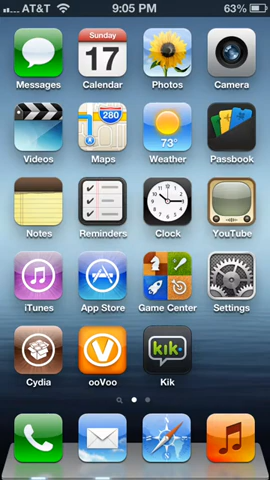 AT&T 9:05 PM 63%
Sunday
17
Messages Calendar Photos Camera
280
73°
Videos Maps Weather Passbook
Notes Reminders Clock YouTube
iTunes App Store Game Center Settings
kik
Cydia ooVoo Kik